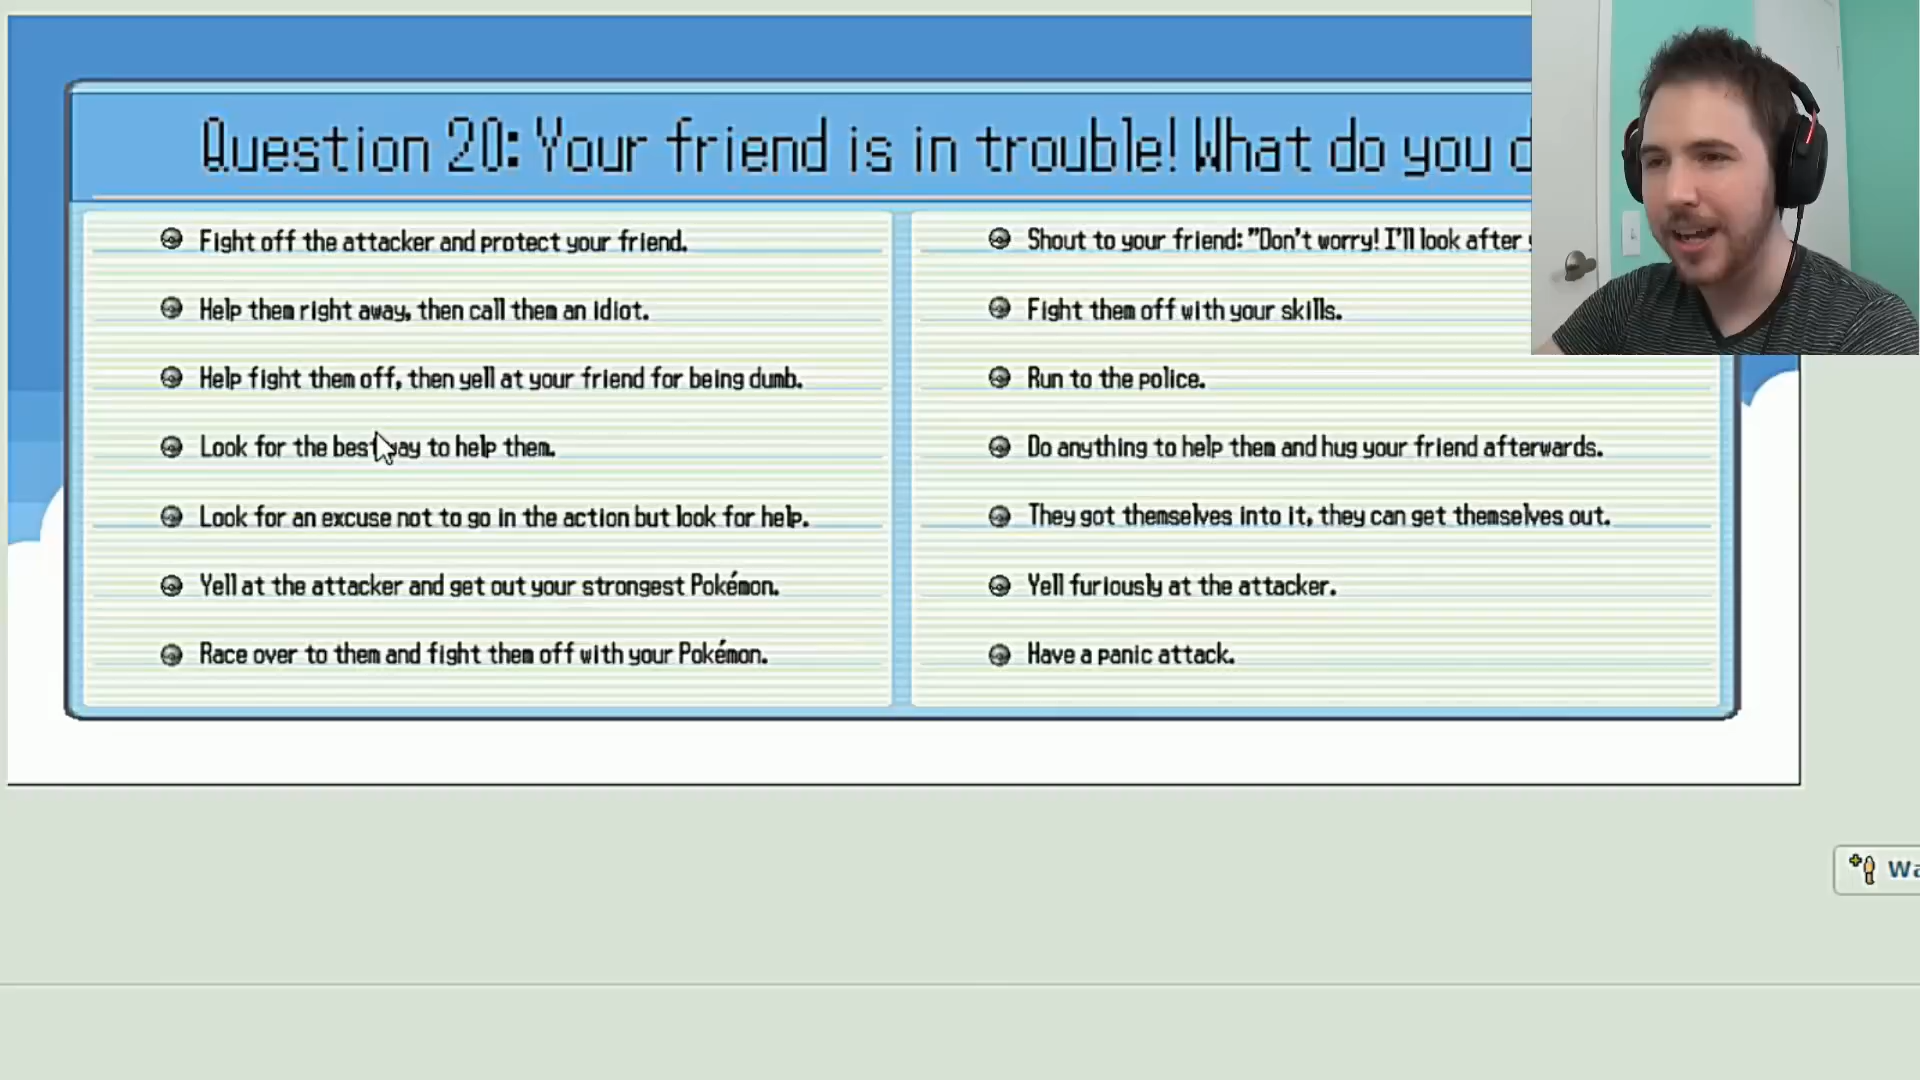 Question 20: Your friend is in trouble! What do you
Fight off the attacker and protect your friend.
Help them right away, then call them an idiot.
Help fight them off, then yell at your friend for being dumb.
Look for the best way to help them.
Look for an excuse not to go in the action but look for help.
Yell at the attacker and get out your strongest Pokémon.
Race over to them and fight them off with your Pokémon.
Shout to your friend: "Don't worry! I'll look after
Fight them off with your skills.
Run to the police.
Do anything to help them and hug your friend afterwards.
They got themselves into it, they can get themselves out.
Yell furiously at the attacker.
Have a panic attack.